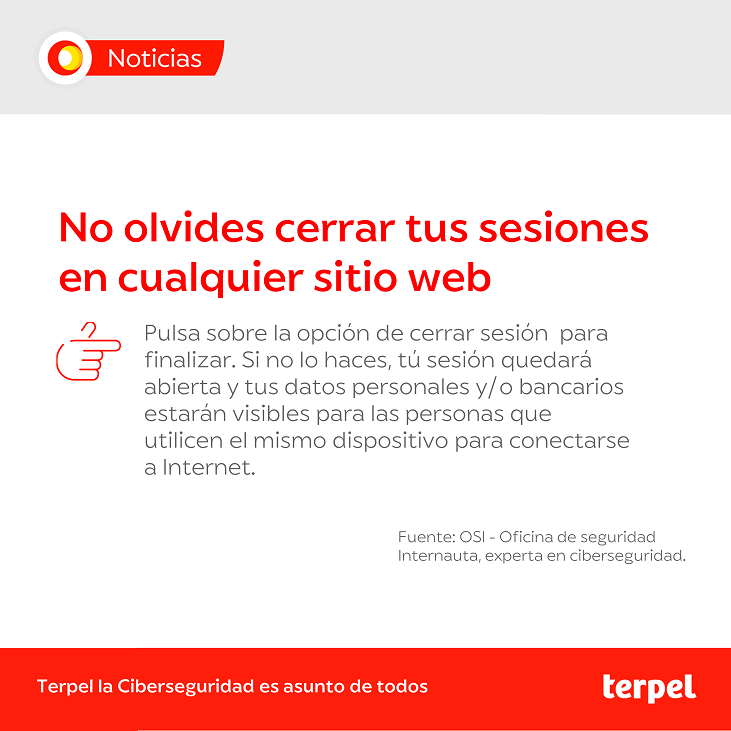 Noticias
No olvides cerrar tus sesiones
en cualquier sitio web
Pulsa sobre la opción de cerrar sesión  para
finalizar. Si no lo haces, tú sesión quedará
abierta y tus datos personales y/o bancarios
estarán visibles para las personas que
utilicen el mismo dispositivo para conectarse
a Internet.
Fuente: OSI - Oficina de seguridad
Internauta, experta en ciberseguridad.
Terpel la Ciberseguridad es asunto de todos
terpel